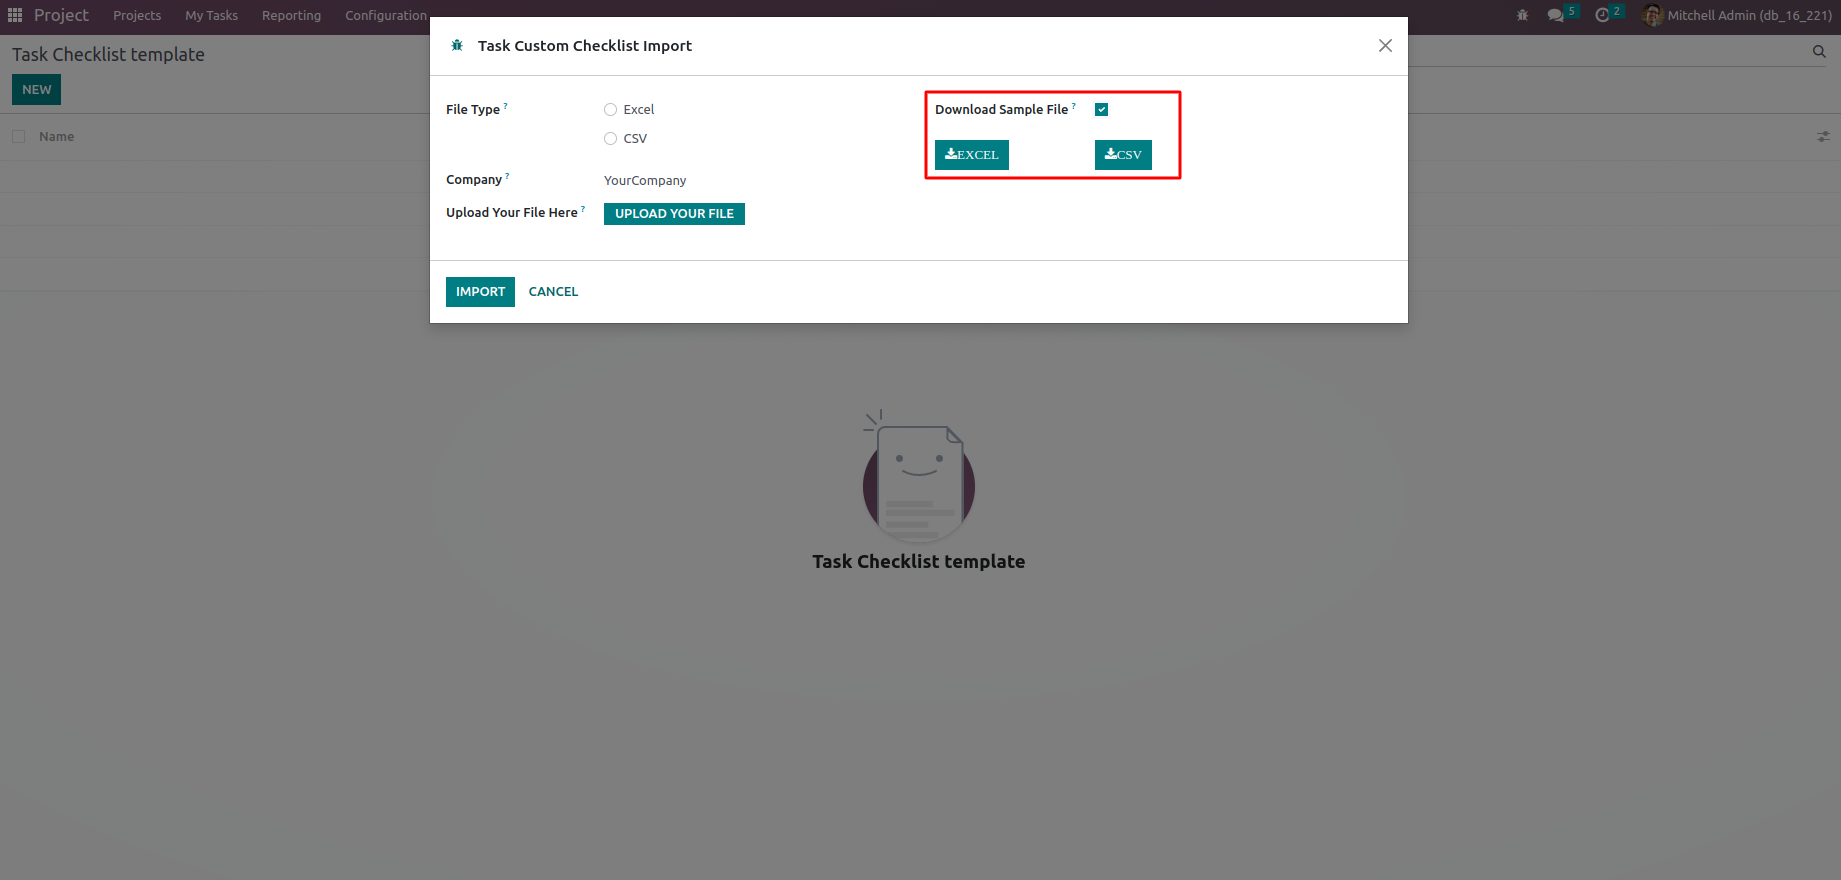 Project Projects My Tasks Reporting Configuration 5 2 Mitchell Admin (db_16_221)
Task Checklist template
NEW
Name
Task Custom Checklist Import
File Type ?
Excel
CSV
Company ?
YourCompany
Upload Your File Here ?
UPLOAD YOUR FILE
Download Sample File ?
EXCEL
CSV
IMPORT CANCEL
Task Checklist template